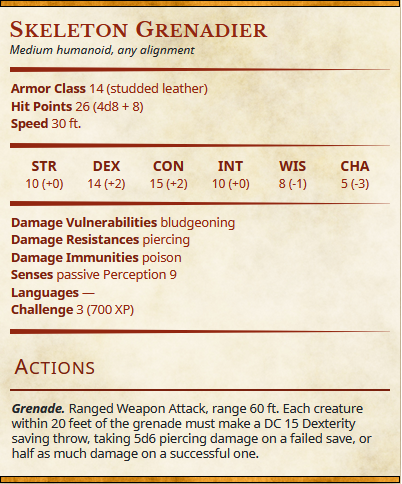 Skeleton Grenadier
Medium humanoid, any alignment
Armor Class 14 (studded leather)
Hit Points 26 (4d8 + 8)
Speed 30 ft.
STR DEX CON INT WIS CHA
10 (+0) 14 (+2) 15 (+2) 10 (+0) 8 (-1) 5 (-3)
Damage Vulnerabilities bludgeoning
Damage Resistances piercing
Damage Immunities poison
Senses passive Perception 9
Languages —
Challenge 3 (700 XP)
Actions
Grenade. Ranged Weapon Attack, range 60 ft. Each creature
within 20 feet of the grenade must make a DC 15 Dexterity
saving throw, taking 5d6 piercing damage on a failed save, or
half as much damage on a successful one.